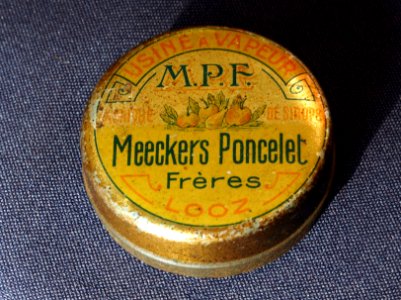 USINE A VAPEUR
M.P.F.
DE SIROPS
Meeckers Poncelet
Frères
LOOZ